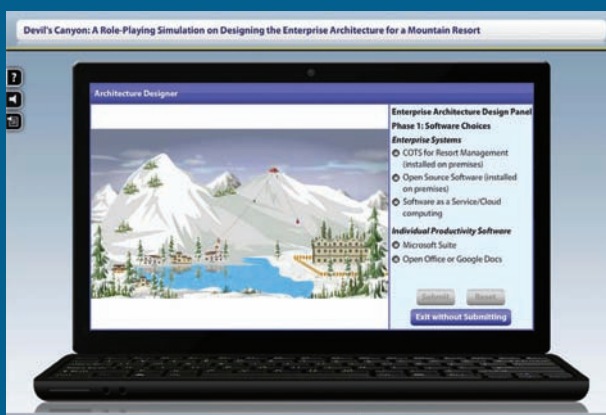 Devil's Canyon: A Role-Playing Simulation on Designing the Enterprise Architecture for a Mountain Resort
?
Architecture Designer
Enterprise Architecture Design Panel
Phase 1: Software Choices
Enterprise Systems
COTS for Resort Management
(installed on premises)
Open Source Software (installed
on premises)
Software as a Service/Cloud
computing
Individual Productivity Software
Microsoft Suite
Open Office or Google Docs
Submit Reset
Exit without Submitting